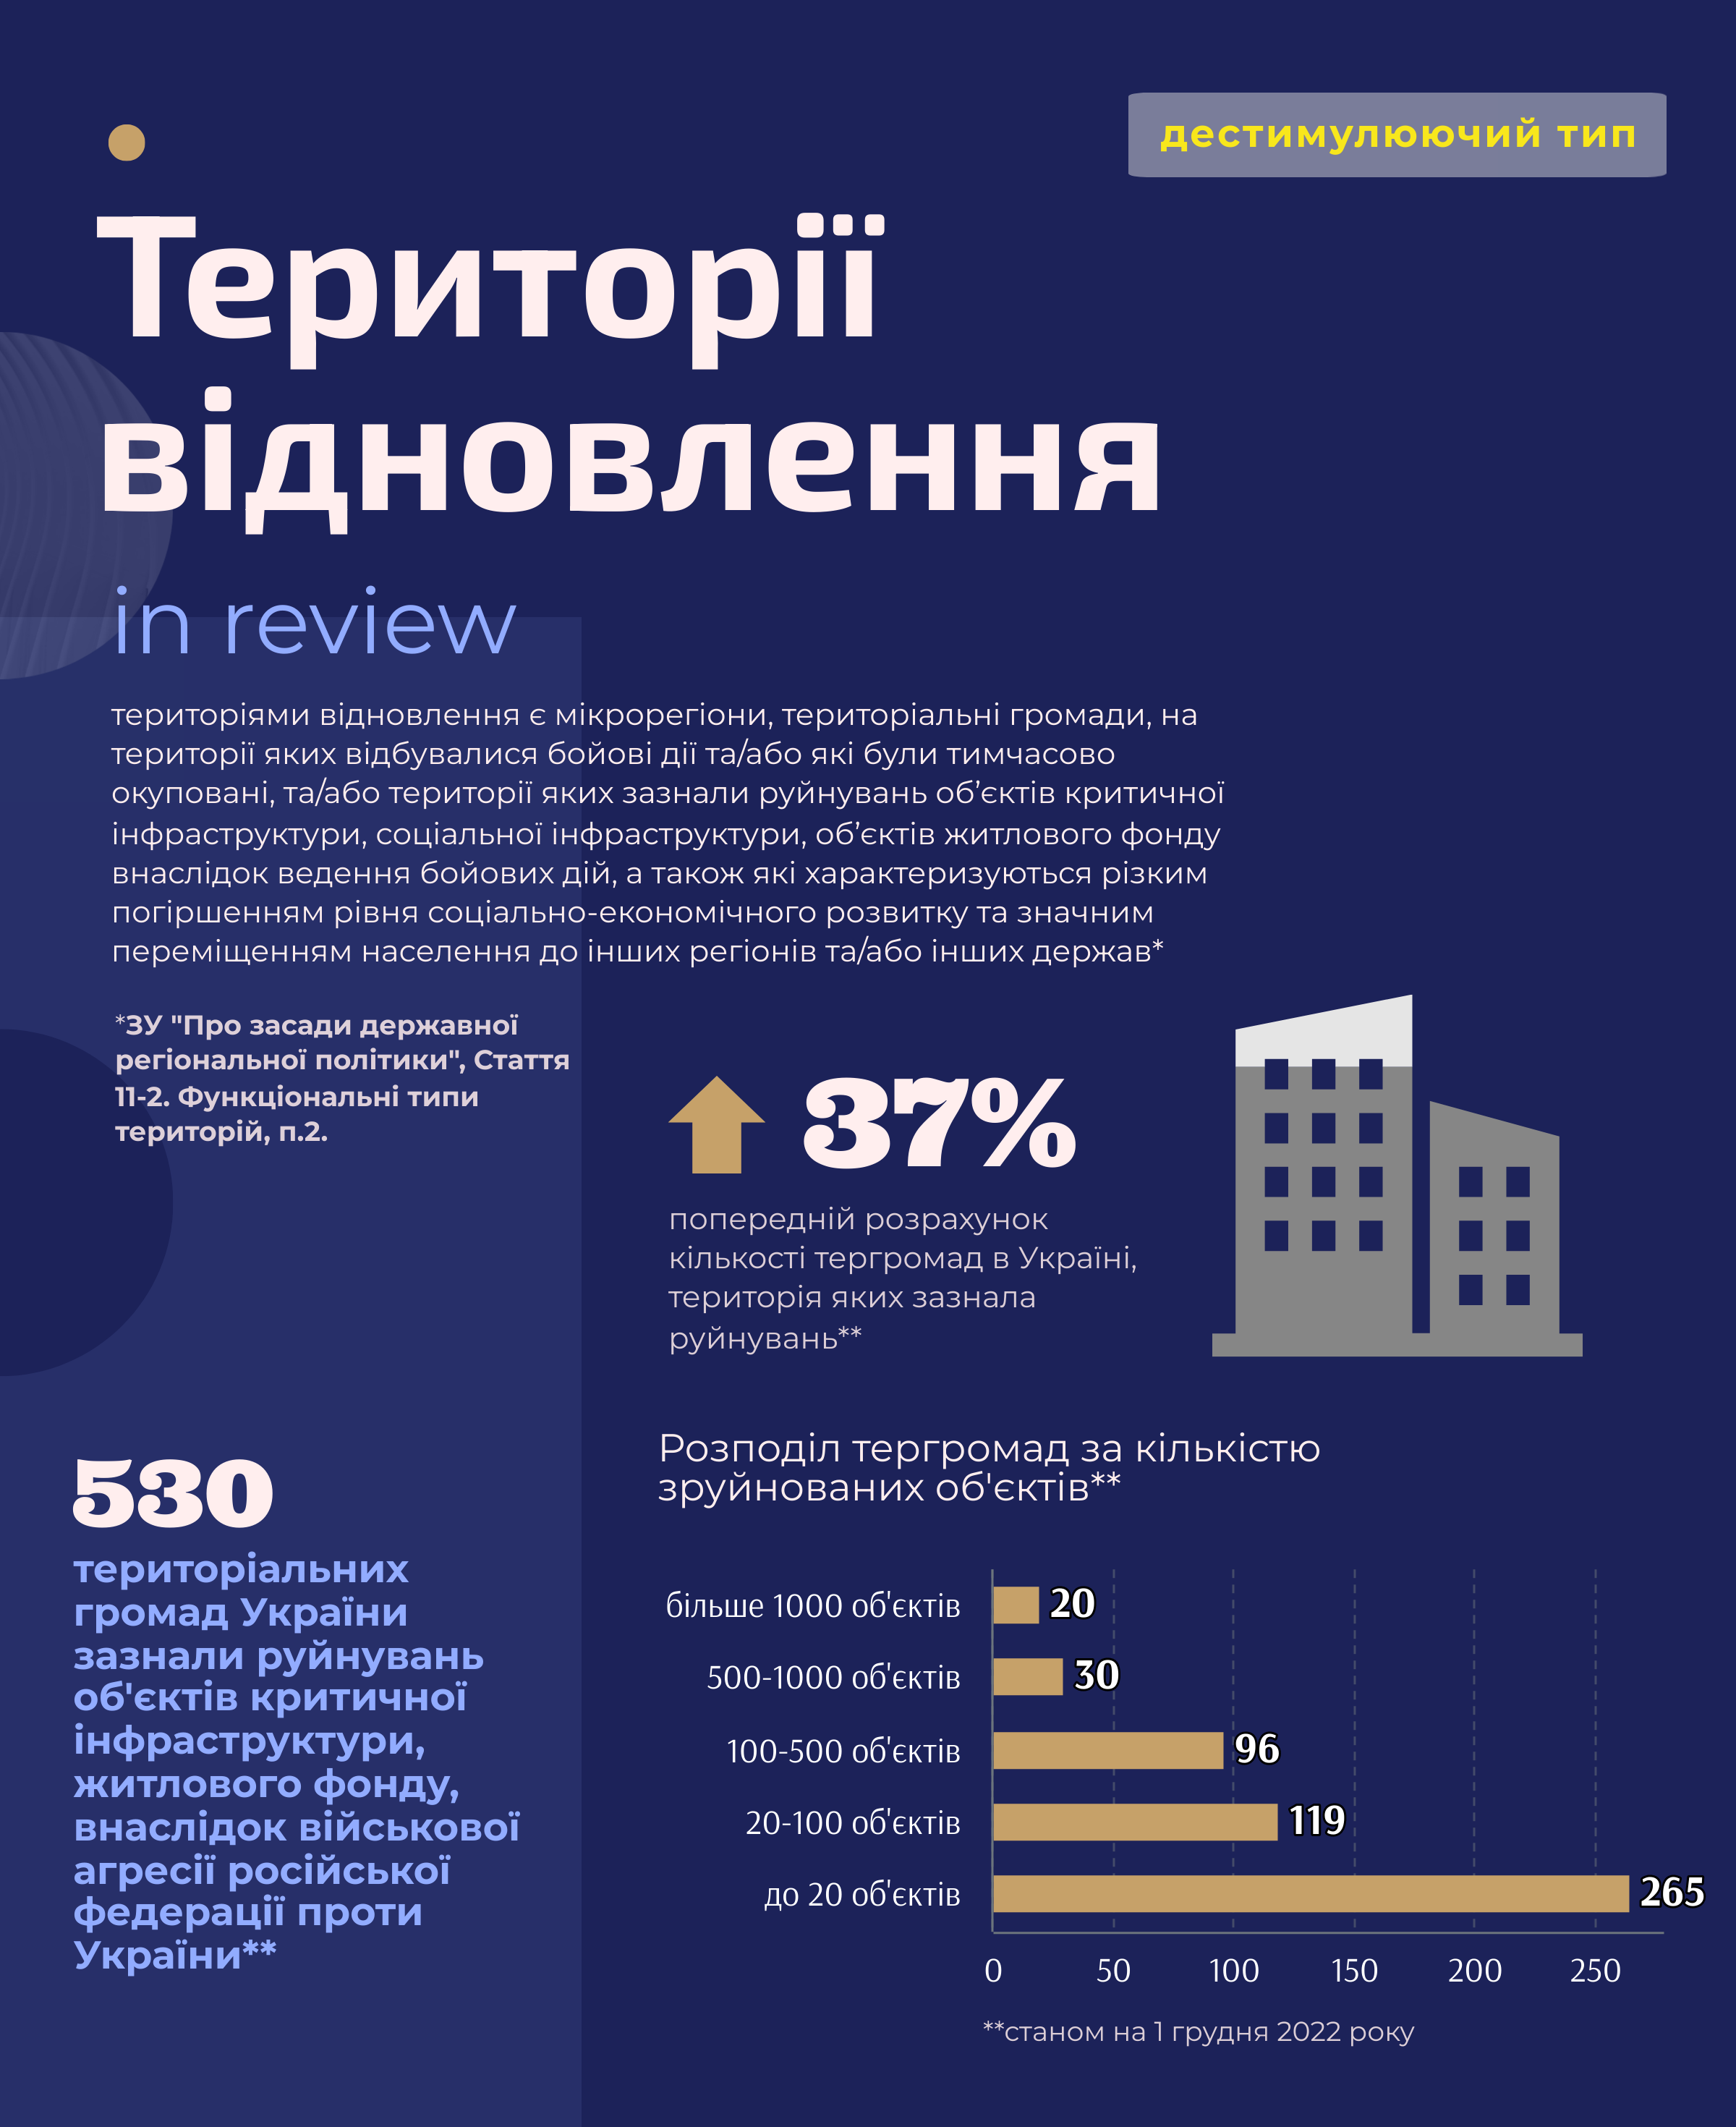 дестимулюючий тип
Території
відновлення
in review
територіями відновлення є мікрорегіони, територіальні громади, на
території яких відбувалися бойові дії та/або які були тимчасово
окуповані, та/або території яких зазнали руйнувань об’єктів критичної
інфраструктури, соціальної інфраструктури, об’єктів житлового фонду
внаслідок ведення бойових дій, а також які характеризуються різким
погіршенням рівня соціально-економічного розвитку та значним
переміщенням населення до інших регіонів та/або інших держав*
*ЗУ "Про засади державної
регіональної політики", Стаття
11-2. Функціональні типи
територій, п.2.
37%
попередній розрахунок
кількості тергромад в Україні,
територія яких зазнала
руйнувань**
530
територіальних
громад України
зазнали руйнувань
об'єктів критичної
інфраструктури,
житлового фонду,
внаслідок військової
агресії російської
федерації проти
України**
Розподіл тергромад за кількістю
зруйнованих об'єктів**
більше 1000 об'єктів 20
500-1000 об'єктів 30
100-500 об'єктів 96
20-100 об'єктів 119
до 20 об'єктів 265
0 50 100 150 200 250
**станом на 1 грудня 2022 року